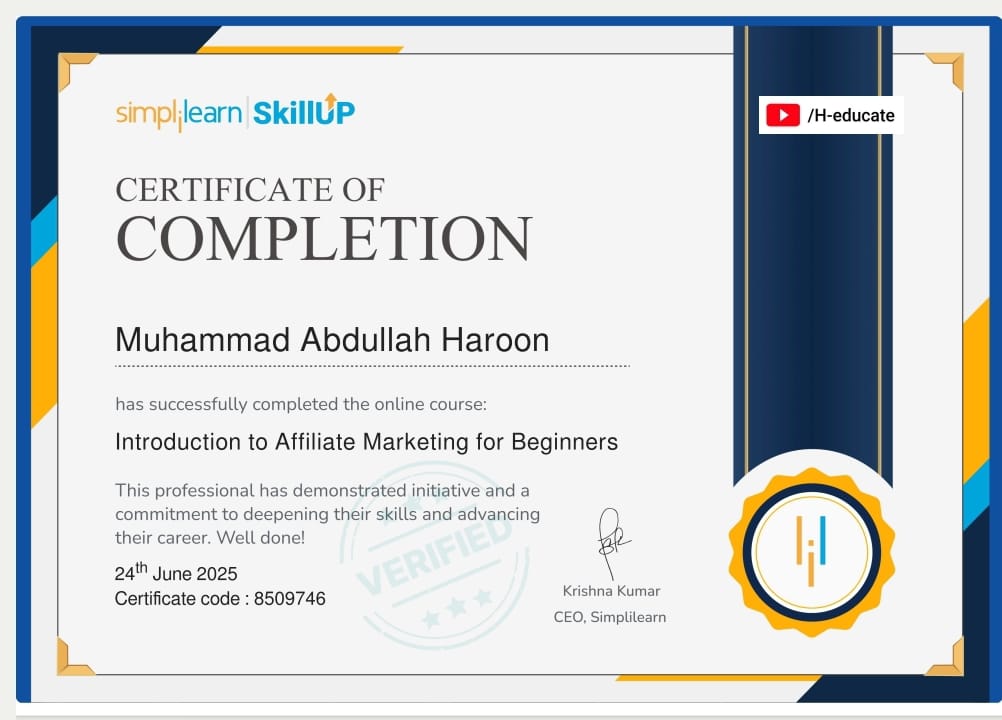 simplilearn | SkillUP
/H-educate
CERTIFICATE OF
COMPLETION
Muhammad Abdullah Haroon
has successfully completed the online course:
Introduction to Affiliate Marketing for Beginners
This professional has demonstrated initiative and a
commitment to deepening their skills and advancing
their career. Well done!
VERIFIED
24th June 2025
Certificate code : 8509746
Krishna Kumar
CEO, Simplilearn